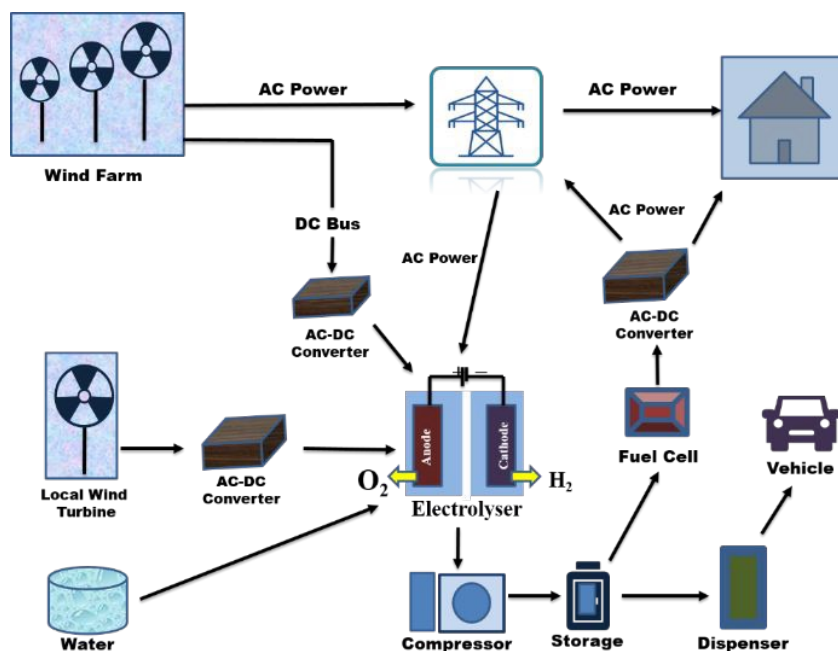 AC Power
AC Power
Wind Farm
DC Bus
AC Power
AC Power
AC-DC
Converter
AC-DC
Converter
+ −
Anode
Cathode
Fuel Cell
Vehicle
Local Wind
Turbine
AC-DC
Converter
O₂
H₂
Electrolyser
Water
Compressor
Storage
Dispenser